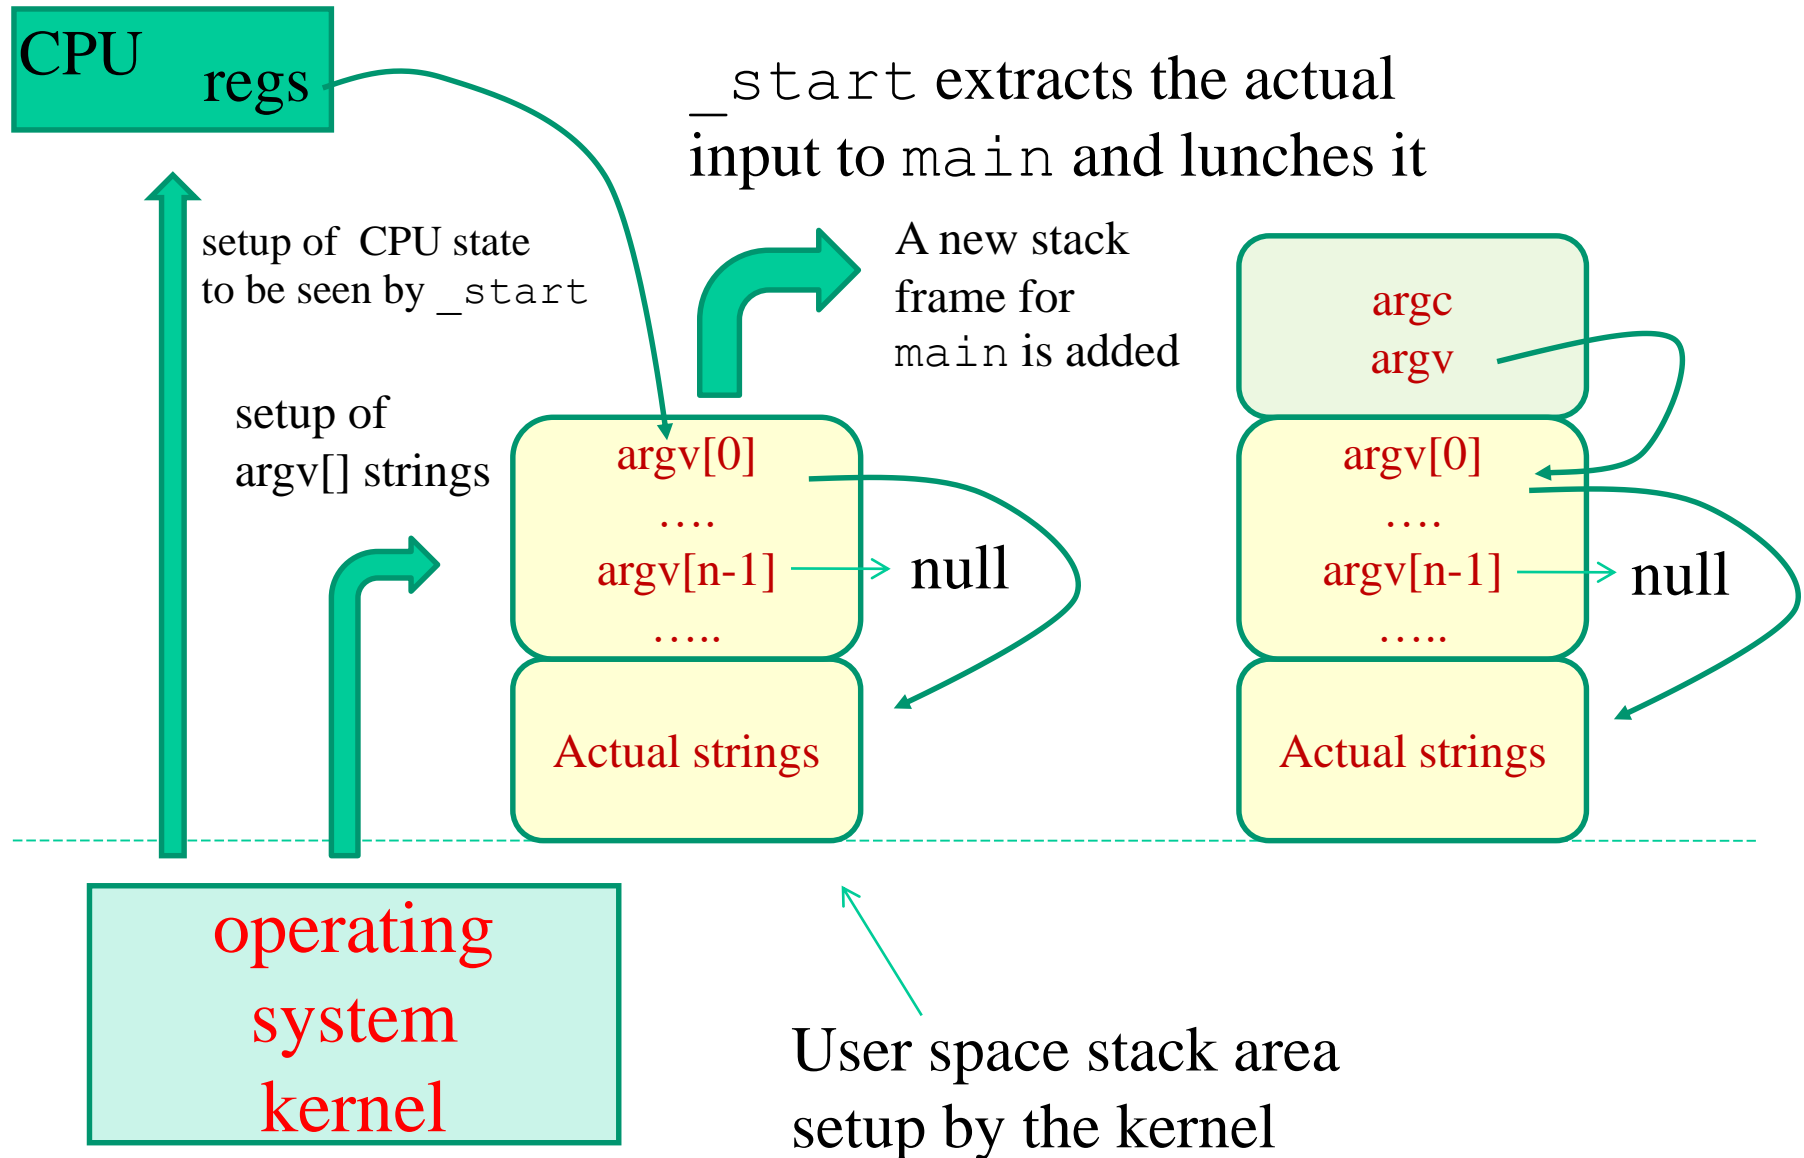 CPU
regs
_start extracts the actual
input to main and lunches it
setup of CPU state
to be seen by _start
A new stack
frame for
main is added
setup of
argv[] strings
argv[0]
....
argv[n-1]
null
.....
Actual strings
argc
argv
argv[0]
....
argv[n-1]
null
.....
Actual strings
operating
system
kernel
User space stack area
setup by the kernel